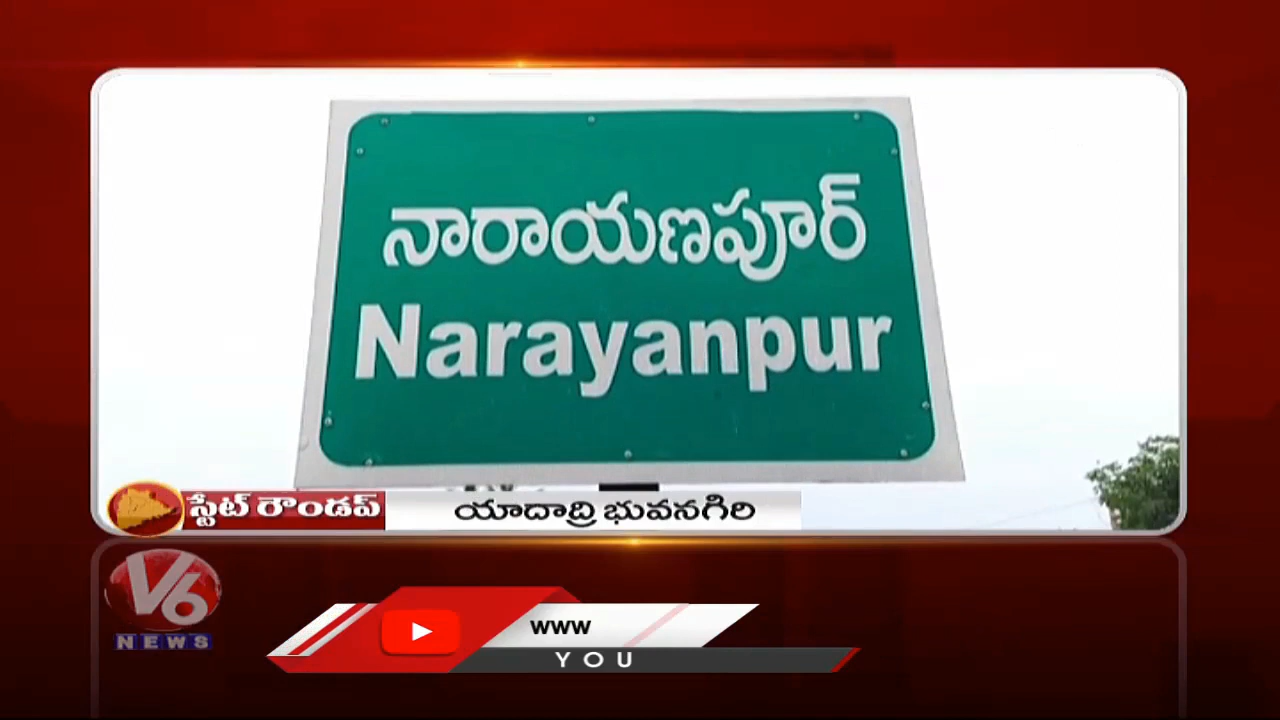 నారాయణపూర్
Narayanpur
స్టేట్ రౌండప్ యాదాద్రి భువనగిరి
V6
NEWS
www
YOU